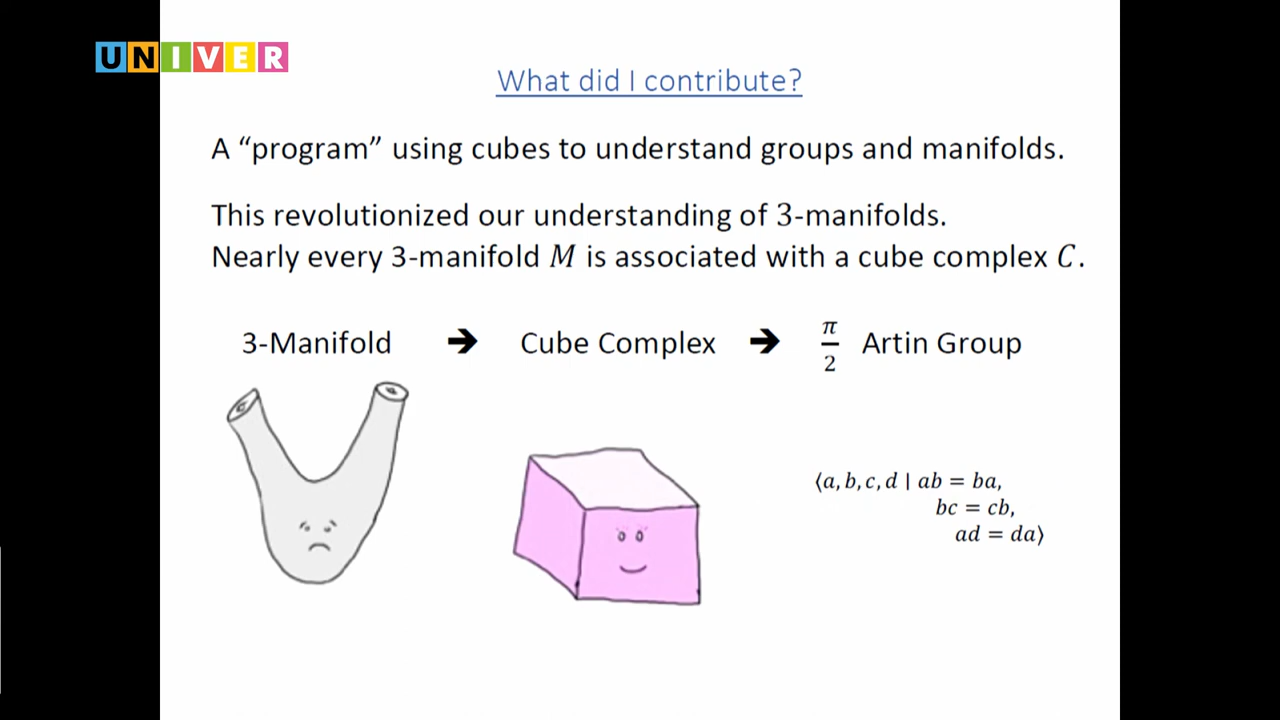 UNIVER
What did I contribute?
A “program” using cubes to understand groups and manifolds.
This revolutionized our understanding of 3-manifolds.
Nearly every 3-manifold M is associated with a cube complex C.
3-Manifold ➔ Cube Complex ➔ π/2 Artin Group
⟨a, b, c, d | ab = ba,
bc = cb,
ad = da⟩